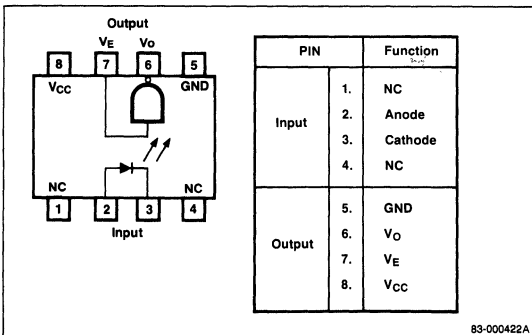 Output
VE Vo
8 7 6 5
VCC GND
NC NC
1 2 3 4
Input
PIN Function
Input
1. NC
2. Anode
3. Cathode
4. NC
Output
5. GND
6. VO
7. VE
8. VCC
83-000422A